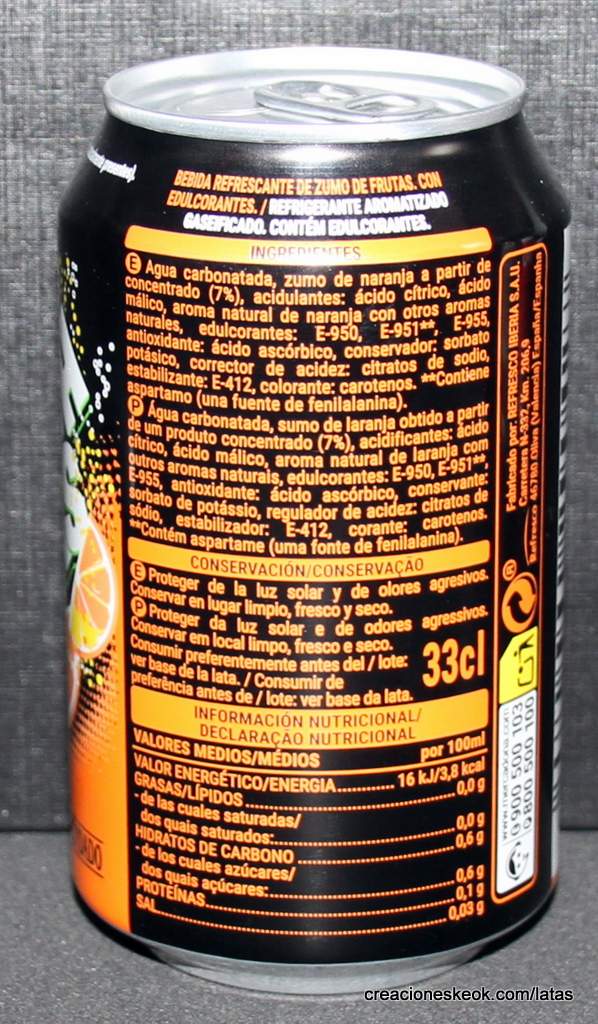 BEBIDA REFRESCANTE DE ZUMO DE FRUTAS. CON
EDULCORANTES. / REFRIGERANTE AROMATIZADO
GASEIFICADO. CONTÉM EDULCORANTES.
INGREDIENTES
E Agua carbonatada, zumo de naranja a partir de
concentrado (7%), acidulantes: ácido cítrico, ácido
málico, aroma natural de naranja con otros aromas
naturales, edulcorantes: E-950, E-951**, E-955,
antioxidante: ácido ascórbico, conservador: sorbato
potásico, corrector de acidez: citratos de sodio,
estabilizante: E-412, colorante: carotenos. **Contiene
aspartamo (una fuente de fenilalanina).
P Água carbonatada, sumo de laranja obtido a partir
de um produto concentrado (7%), acidificantes: ácido
cítrico, ácido málico, aroma natural de laranja com
outros aromas naturais, edulcorantes: E-950, E-951**,
E-955, antioxidante: ácido ascórbico, conservante:
sorbato de potássio, regulador de acidez: citratos de
sódio, estabilizador: E-412, corante: carotenos.
**Contém aspartame (uma fonte de fenilalanina).
CONSERVACIÓN/CONSERVAÇÃO
E Proteger de la luz solar y de olores agresivos.
Conservar en lugar limpio, fresco y seco.
P Proteger da luz solar e de odores agressivos.
Conservar em local limpo, fresco e seco.
Consumir preferentemente antes del / lote:
ver base de la lata. / Consumir de
preferência antes de / lote: ver base da lata.
33cl
INFORMACIÓN NUTRICIONAL/
DECLARAÇÃO NUTRICIONAL
VALORES MEDIOS/MÉDIOS por 100ml
VALOR ENERGÉTICO/ENERGIA 16 kJ/3,8 kcal
GRASAS/LÍPIDOS 0,0 g
- de las cuales saturadas/
dos quais saturados: 0,0 g
HIDRATOS DE CARBONO 0,6 g
- de los cuales azúcares/
dos quais açúcares: 0,6 g
PROTEÍNAS 0,1 g
SAL 0,03 g
Fabricado por: REFRESCO IBERIA S.A.U.
Carretera N-332, Km. 206,9
46780 Oliva (Valencia) España/Espanha
Refresco
www.mercadona.com
900 500 103
800 500 100
creacioneskeok.com/latas